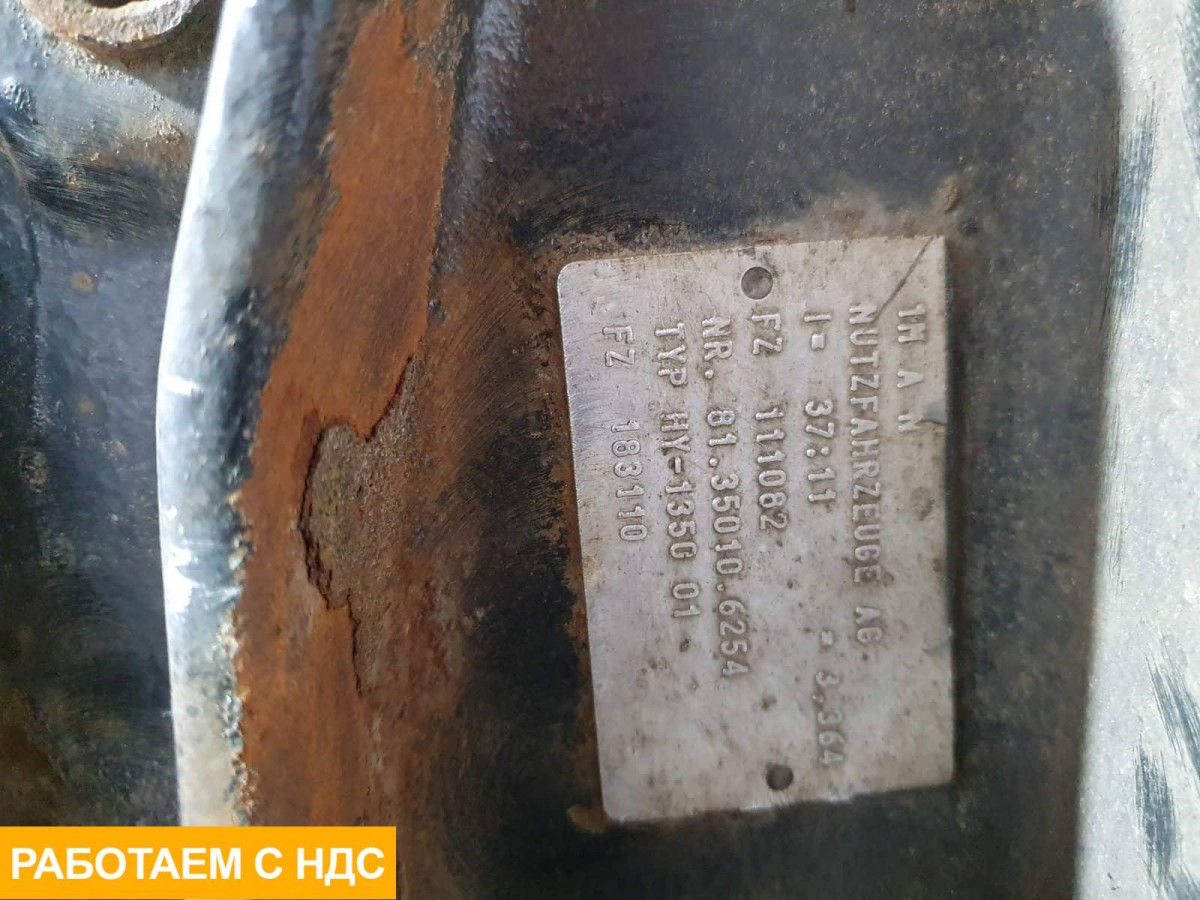 1M A N
NUTZFAHRZEUGE AG
I= 37:11 = 3,364
FZ 111082
NR. 81.35010.6254
TYP HY-1350 01
FZ 183110
РАБОТАЕМ С НДС